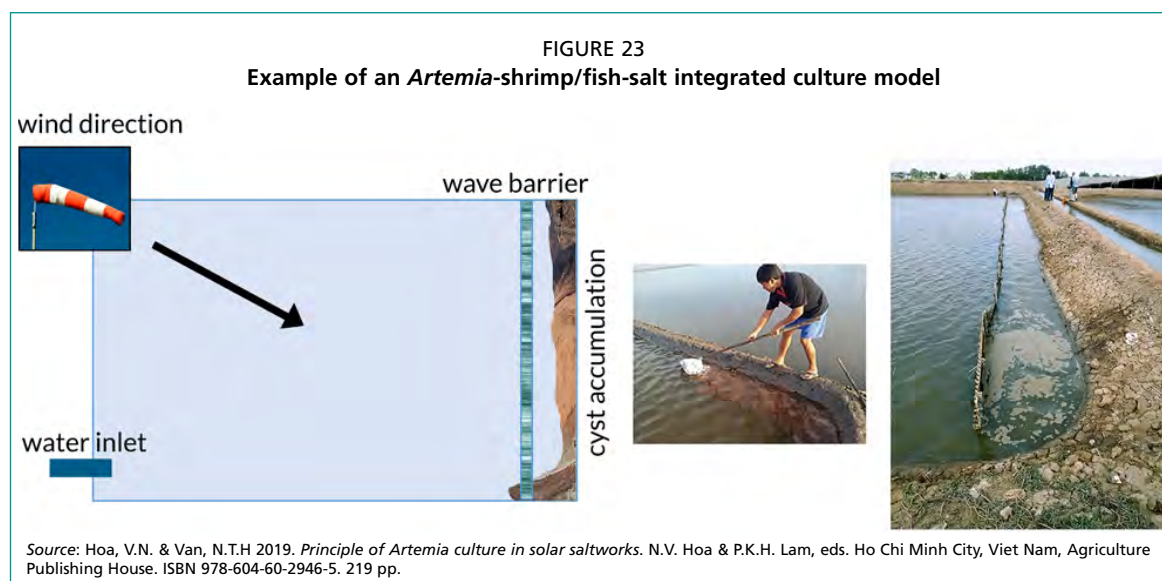 FIGURE 23
Example of an Artemia-shrimp/fish-salt integrated culture model
wind direction
wave barrier
cyst accumulation
water inlet
Source: Hoa, V.N. & Van, N.T.H 2019. Principle of Artemia culture in solar saltworks. N.V. Hoa & P.K.H. Lam, eds. Ho Chi Minh City, Viet Nam, Agriculture
Publishing House. ISBN 978-604-60-2946-5. 219 pp.